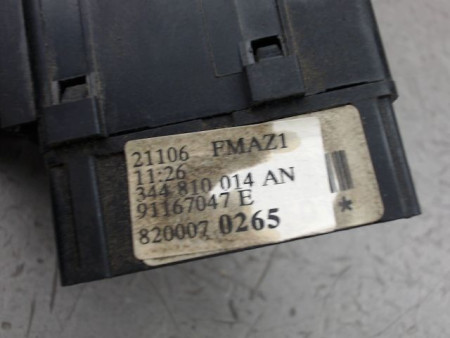 21106 FMAZ1
11:26
344 810 014 AN
91167047 E
820007 0265
*